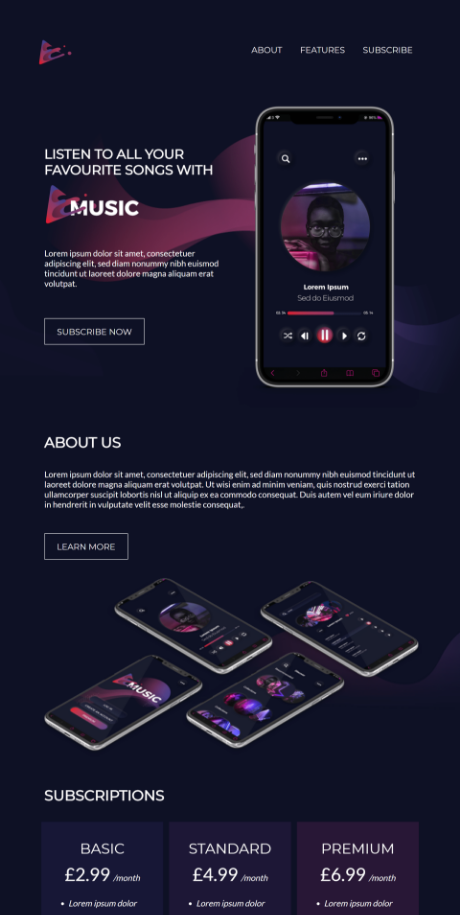 ABOUT FEATURES SUBSCRIBE
LISTEN TO ALL YOUR
FAVOURITE SONGS WITH
MUSIC
Lorem ipsum dolor sit amet, consectetuer
adipiscing elit, sed diam nonummy nibh euismod
tincidunt ut laoreet dolore magna aliquam erat
volutpat.
SUBSCRIBE NOW
Lorem Ipsum
Sed do Eiusmod
ABOUT US
Lorem ipsum dolor sit amet, consectetuer adipiscing elit, sed diam nonummy nibh euismod tincidunt ut
laoreet dolore magna aliquam erat volutpat. Ut wisi enim ad minim veniam, quis nostrud exerci tation
ullamcorper suscipit lobortis nisl ut aliquip ex ea commodo consequat. Duis autem vel eum iriure dolor
in hendrerit in vulputate velit esse molestie consequat,.
LEARN MORE
MUSIC
SUBSCRIPTIONS
BASIC STANDARD PREMIUM
£2.99 /month £4.99 /month £6.99 /month
• Lorem ipsum dolor • Lorem ipsum dolor • Lorem ipsum dolor